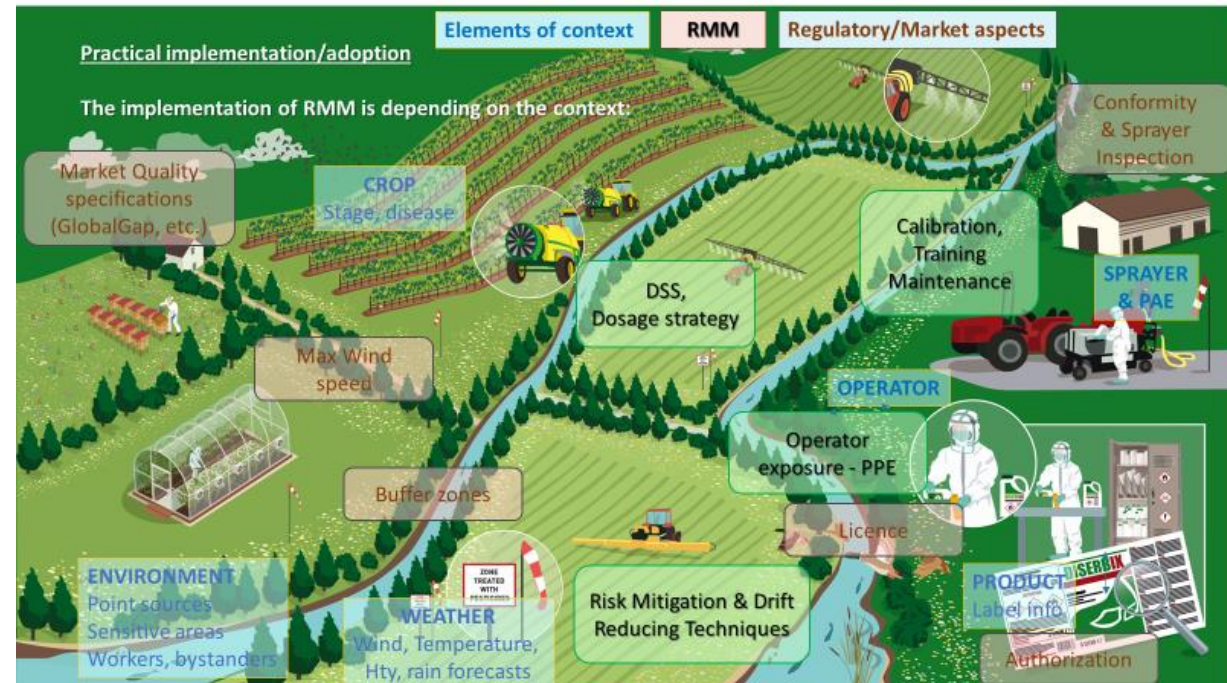 Elements of context
RMM
Regulatory/Market aspects
Practical implementation/adoption
The implementation of RMM is depending on the context:
Conformity
& Sprayer
Inspection
Market Quality
specifications
(GlobalGap, etc.)
CROP
Stage, disease
Calibration,
Training
Maintenance
DSS,
Dosage strategy
SPRAYER
& PAE
Max Wind
speed
OPERATOR
Operator
exposure - PPE
Buffer zones
Licence
ENVIRONMENT
Point sources
Sensitive areas
Workers, bystanders
ZONE
TREATED
WITH
WEATHER
Wind, Temperature,
Hty, rain forecasts
Risk Mitigation & Drift
Reducing Techniques
PRODUCT
Label info
DISERBIX
Authorization